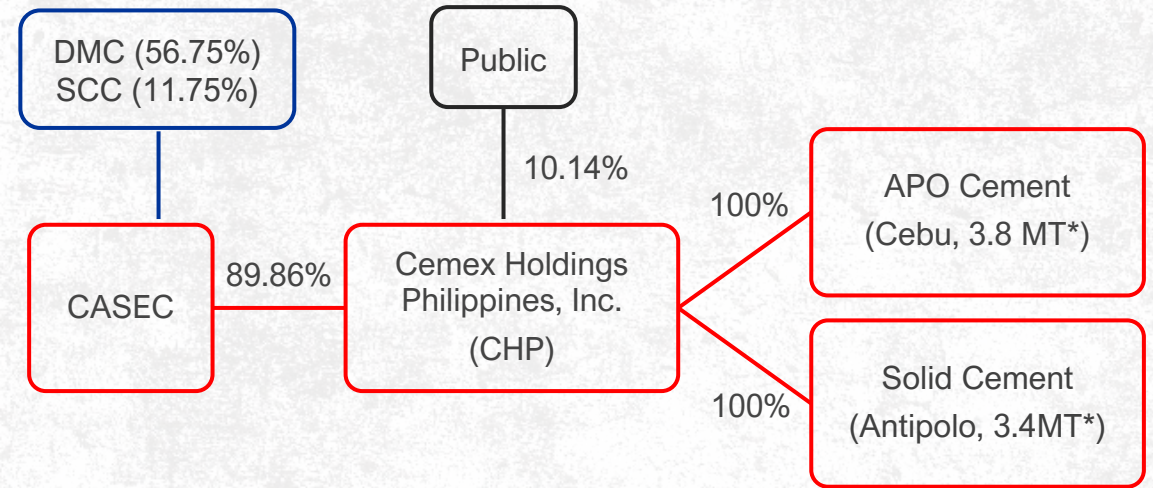 DMC (56.75%)
SCC (11.75%)
Public
10.14%
CASEC
89.86%
Cemex Holdings
Philippines, Inc.
(CHP)
100%
APO Cement
(Cebu, 3.8 MT*)
100%
Solid Cement
(Antipolo, 3.4MT*)